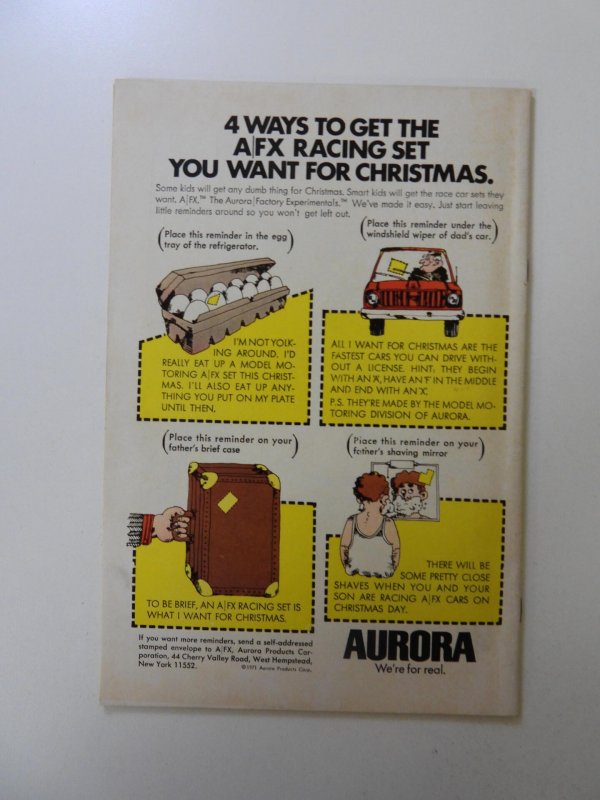 4 WAYS TO GET THE
A/FX RACING SET
YOU WANT FOR CHRISTMAS.
Some kids will get any dumb thing for Christmas. Smart kids will get the race car sets they
want. A/FX,™ The Aurora Factory Experimentals.™ We've made it easy. Just start leaving
little reminders around so you won't get left out.
(Place this reminder in the egg
tray of the refrigerator.)
I'M NOT YOLK-
ING AROUND. I'D
REALLY EAT UP A MODEL MO-
TORING A/FX SET THIS CHRIST-
MAS. I'LL ALSO EAT UP ANY-
THING YOU PUT ON MY PLATE
UNTIL THEN.
(Place this reminder under the
windshield wiper of dad's car.)
ALL I WANT FOR CHRISTMAS ARE THE
FASTEST CARS YOU CAN DRIVE WITH-
OUT A LICENSE. HINT, THEY BEGIN
WITH AN 'A', HAVE AN 'F' IN THE MIDDLE
AND END WITH AN 'X'.
P.S. THEY'RE MADE BY THE MODEL MO-
TORING DIVISION OF AURORA.
(Place this reminder on your
father's brief case)
TO BE BRIEF, AN A/FX RACING SET IS
WHAT I WANT FOR CHRISTMAS.
(Place this reminder on your
father's shaving mirror)
THERE WILL BE
SOME PRETTY CLOSE
SHAVES WHEN YOU AND YOUR
SON ARE RACING A/FX CARS ON
CHRISTMAS DAY.
If you want more reminders, send a self-addressed
stamped envelope to A/FX, Aurora Products Cor-
poration, 44 Cherry Valley Road, West Hempstead,
New York 11552.
©1971 Aurora Products Corp.
AURORA
We're for real.